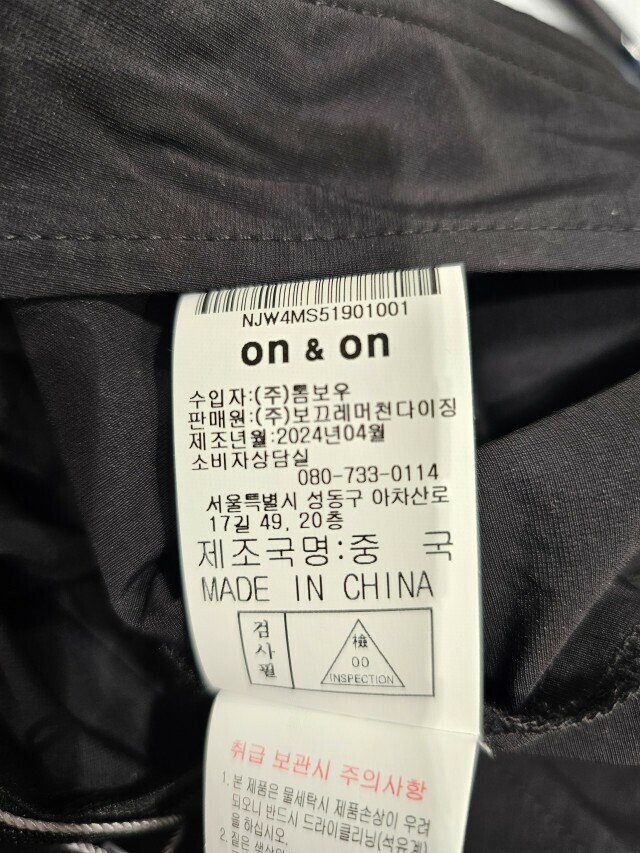 NJW4MS51901001
on & on
수입자:(주)톰보우
판매원:(주)보끄레머천다이징
제조년월:2024년04월
소비자상담실
080-733-0114
서울특별시 성동구 아차산로
17길 49, 20층
제조국명:중 국
MADE IN CHINA
검사필
檢
00
INSPECTION
취급 보관시 주의사항
1. 본 제품은 물세탁시 제품손상이 우려
되오니 반드시 드라이클리닝(석유계)
을 하십시오.
2. 짙은 색상의